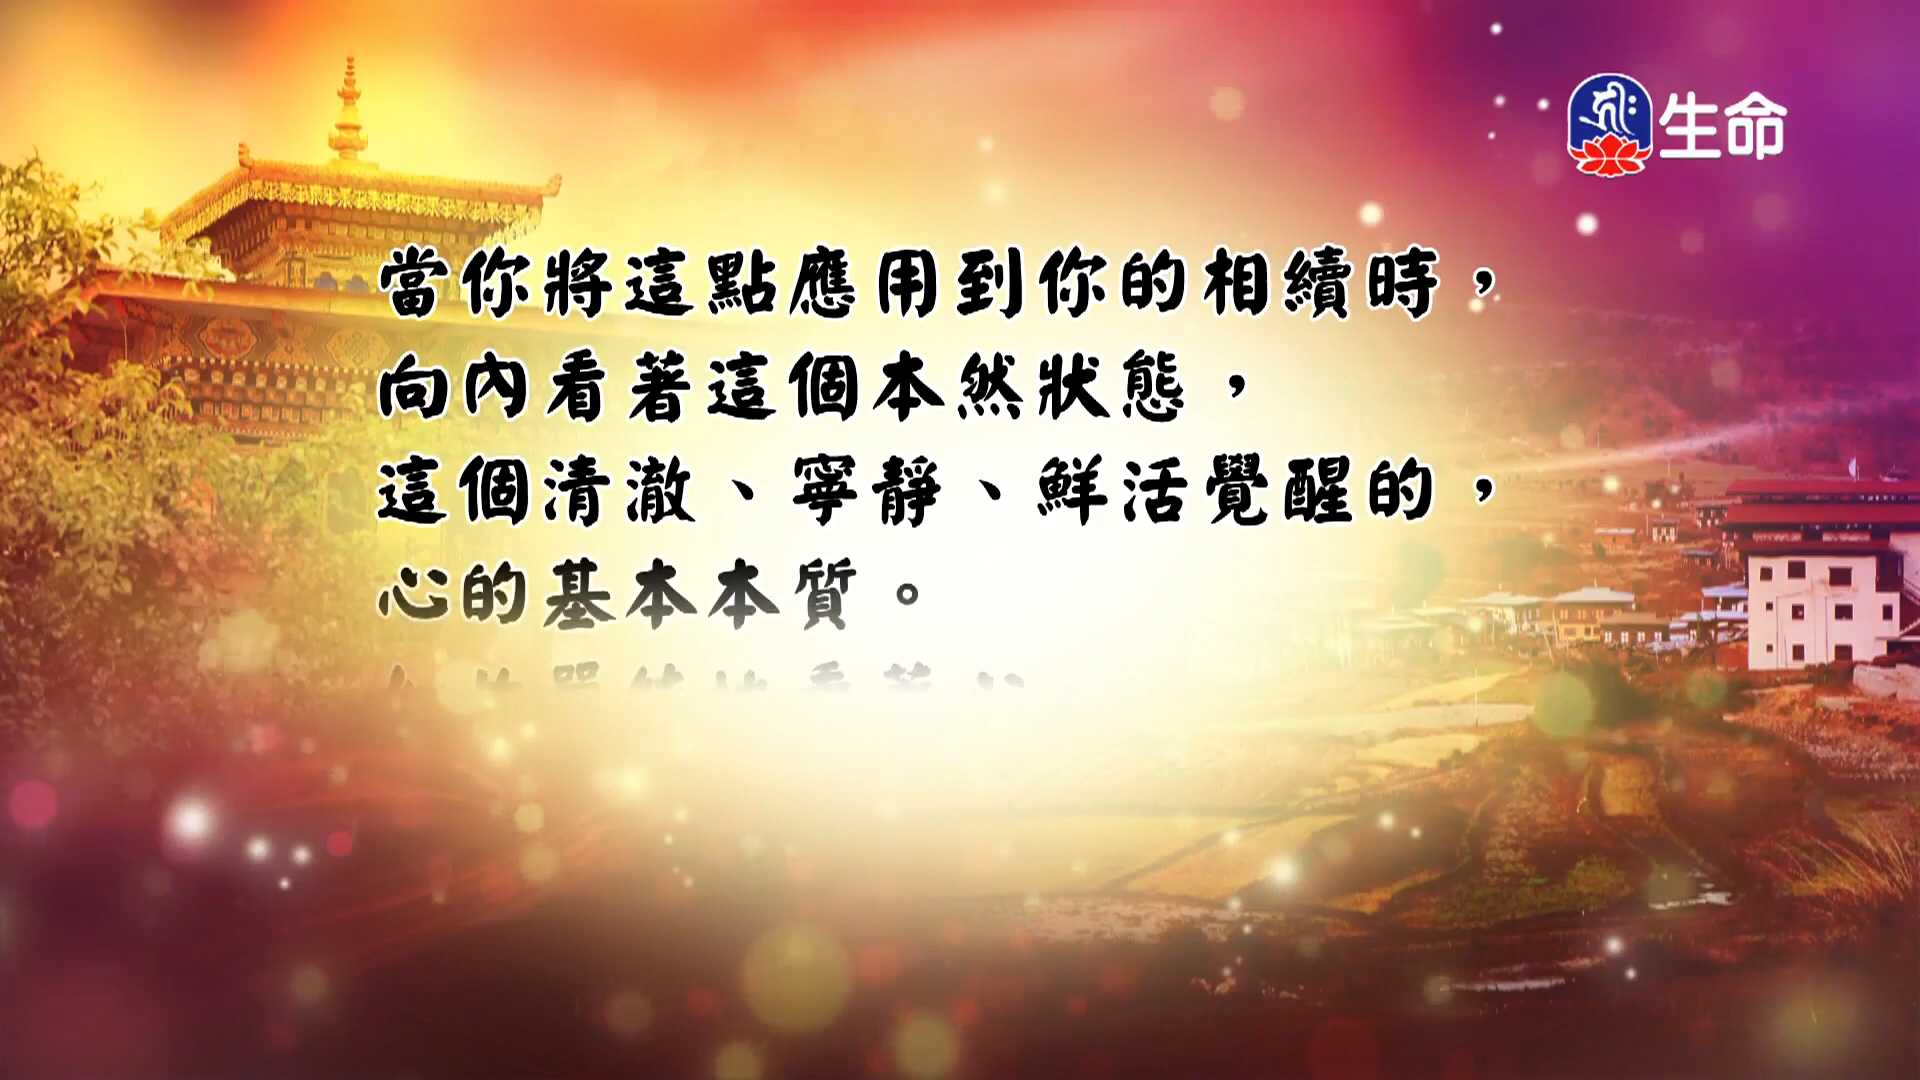 生命
當你將這點應用到你的相續時，
向內看著這個本然狀態，
這個清澈、寧靜、鮮活覺醒的，
心的基本本質。